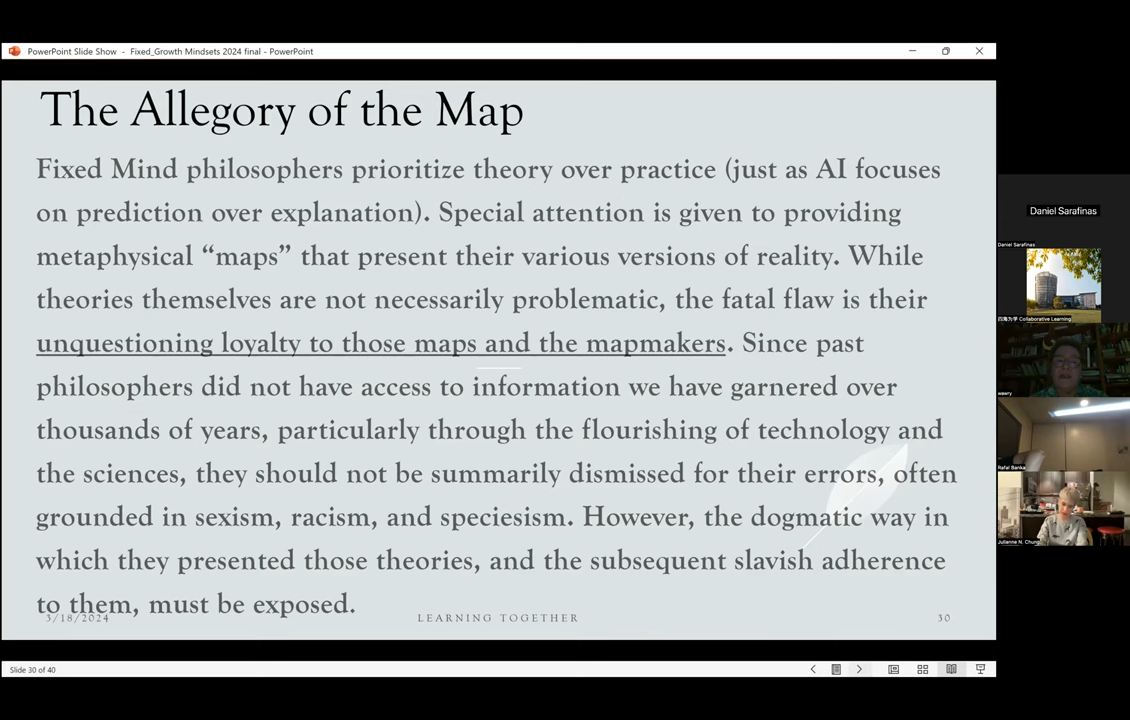 PowerPoint Slide Show - Fixed_Growth Mindsets 2024 final - PowerPoint
The Allegory of the Map
Fixed Mind philosophers prioritize theory over practice (just as AI focuses
on prediction over explanation). Special attention is given to providing
metaphysical “maps” that present their various versions of reality. While
theories themselves are not necessarily problematic, the fatal flaw is their
unquestioning loyalty to those maps and the mapmakers. Since past
philosophers did not have access to information we have garnered over
thousands of years, particularly through the flourishing of technology and
the sciences, they should not be summarily dismissed for their errors, often
grounded in sexism, racism, and speciesism. However, the dogmatic way in
which they presented those theories, and the subsequent slavish adherence
to them, must be exposed.
3/18/2024
LEARNING TOGETHER
30
Slide 30 of 40
Daniel Sarafinas
Daniel Sarafinas
四海为学 Collaborative Learning
wawry
Rafal Banka
Julianne N. Chung